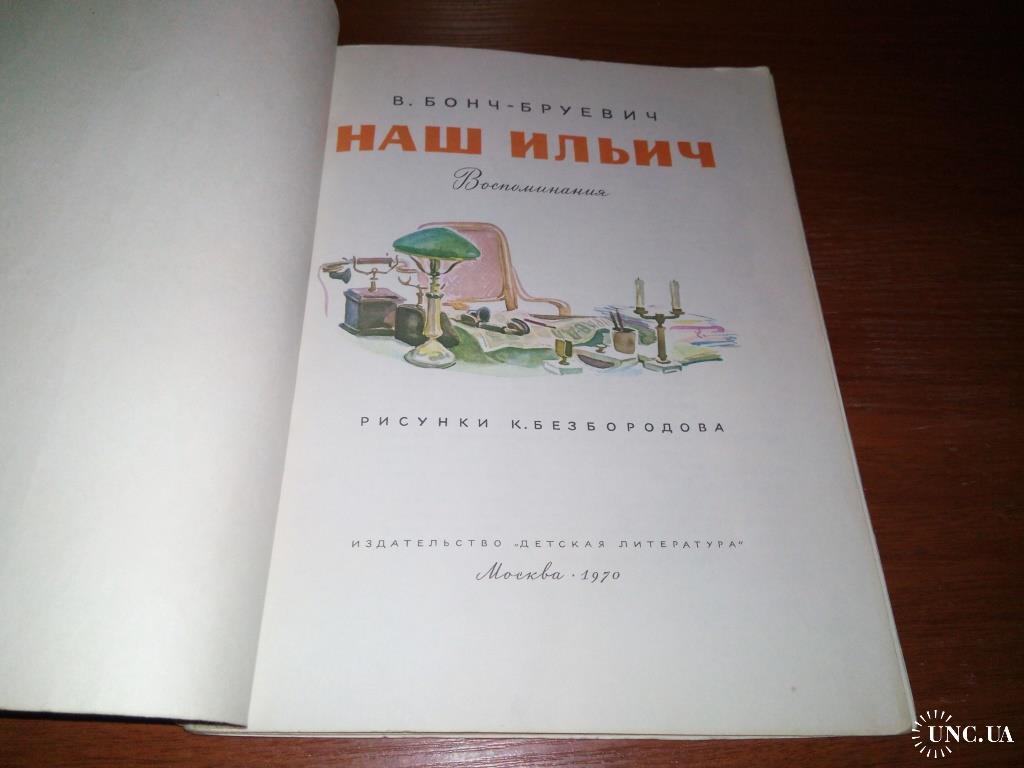 В. БОНЧ-БРУЕВИЧ
НАШ ИЛЬИЧ
Воспоминания
РИСУНКИ К. БЕЗБОРОДОВА
ИЗДАТЕЛЬСТВО „ДЕТСКАЯ ЛИТЕРАТУРА“
Москва · 1970
UNC.UA